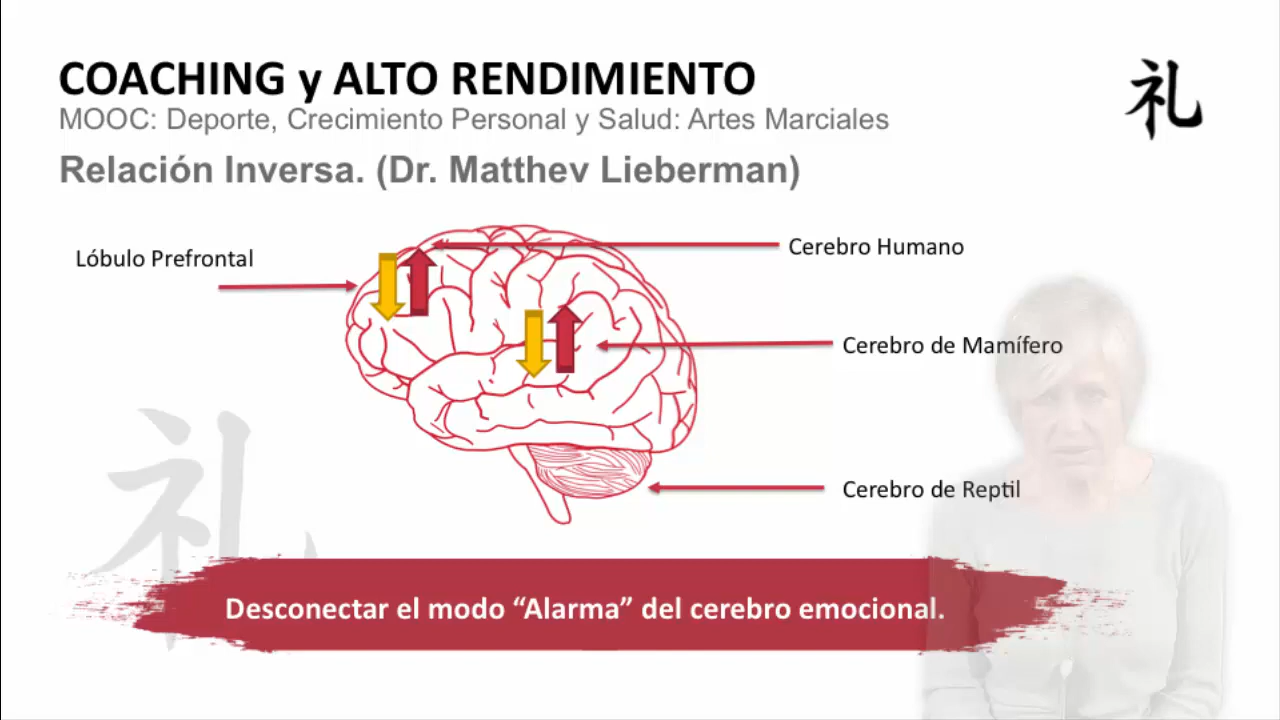 COACHING y ALTO RENDIMIENTO
MOOC: Deporte, Crecimiento Personal y Salud: Artes Marciales
Relación Inversa. (Dr. Matthev Lieberman)
礼
Lóbulo Prefrontal
Cerebro Humano
Cerebro de Mamífero
Cerebro de Reptil
礼
Desconectar el modo “Alarma” del cerebro emocional.